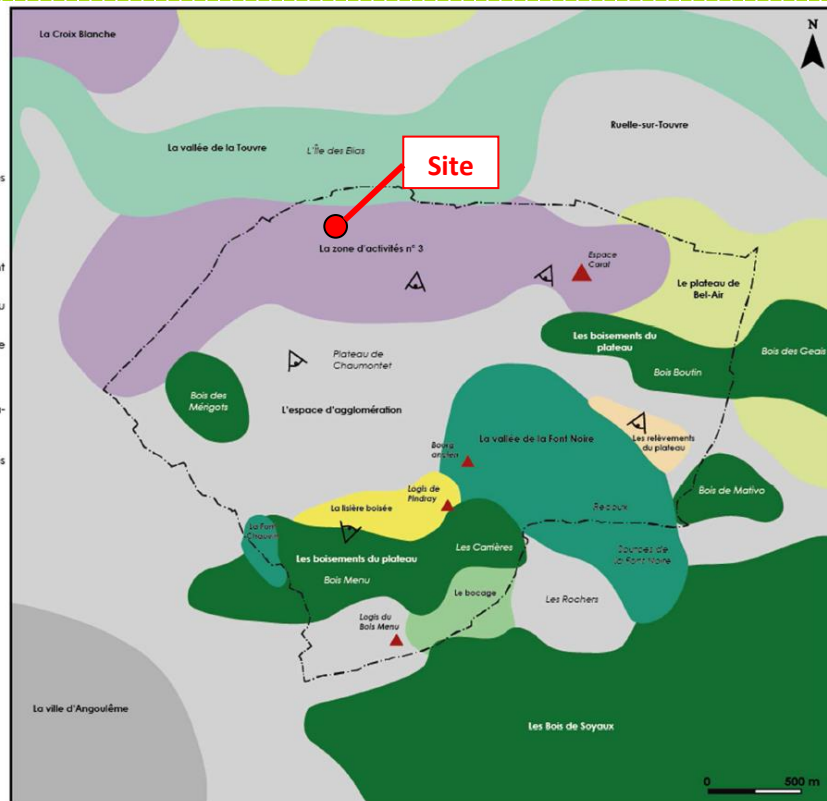 La Croix Blanche
N
Ruelle-sur-Touvre
La vallée de la Touvre
L'Île des Elias
Site
La zone d'activités n° 3
Espace
Carat
Le plateau de
Bel-Air
Les boisements du
plateau
Bois des Geais
Bois Boutin
Plateau de
Chaumontet
Bois des
Mérigots
L'espace d'agglomération
La vallée de la Font Noire
Les relèvements
du plateau
Bourg
ancien
Bois de Mativo
Logis de
Pindray
La lisière boisée
Recoux
La Font
Chauvin
Les Carrières
Les boisements du plateau
Bois Menu
Sources de
la Font Noire
Le bocage
Les Rochers
Logis du
Bois Menu
La ville d'Angoulême
Les Bois de Soyaux
0 500 m